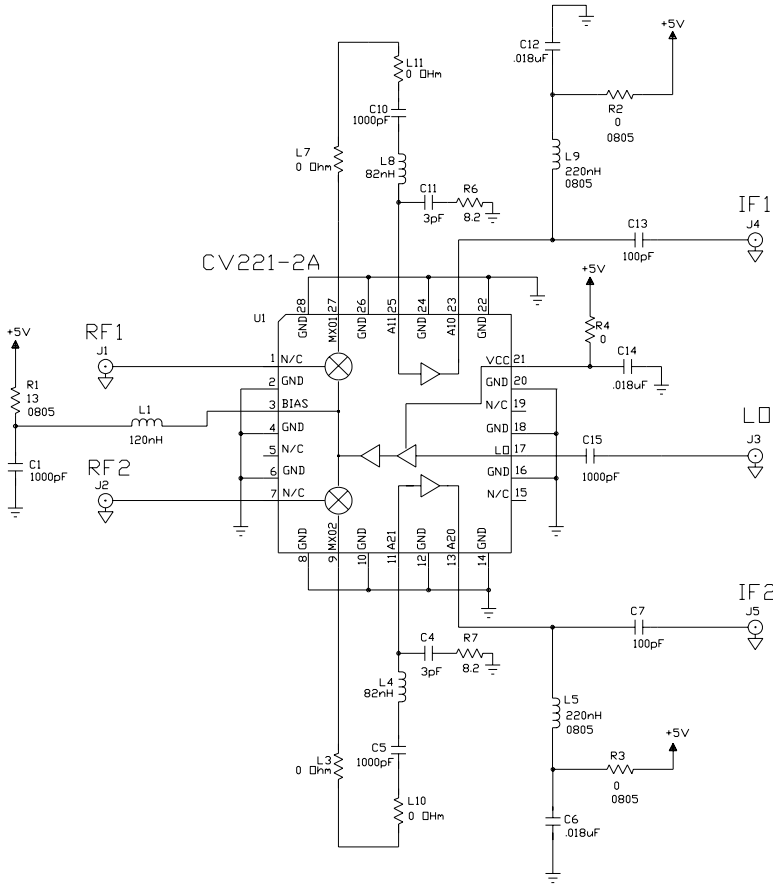 C12
.018uF
+5V
R2
0
0805
L11
0 OHm
C10
1000pF
L7
0 Ohm
L8
82nH
L9
220nH
0805
C11
3pF
R6
8.2
C13
100pF
IF1
J4
CV221-2A
+5V
R4
0
C14
.018uF
U1
28 27 26 25 24 23 22
GND MXO1 GND A11 GND A10 GND
+5V
R1
13
0805
RF1
J1
1 N/C
2 GND
3 BIAS
4 GND
5 N/C
6 GND
7 N/C
VCC 21
GND 20
N/C 19
GND 18
LO 17
GND 16
N/C 15
L1
120nH
C1
1000pF
RF2
J2
C15
1000pF
LO
J3
GND MXO2 GND A21 GND A20 GND
8 9 10 11 12 13 14
C4
3pF
R7
8.2
L4
82nH
C5
1000pF
L3
0 Ohm
L10
0 OHm
C7
100pF
IF2
J5
L5
220nH
0805
+5V
R3
0
0805
C6
.018uF